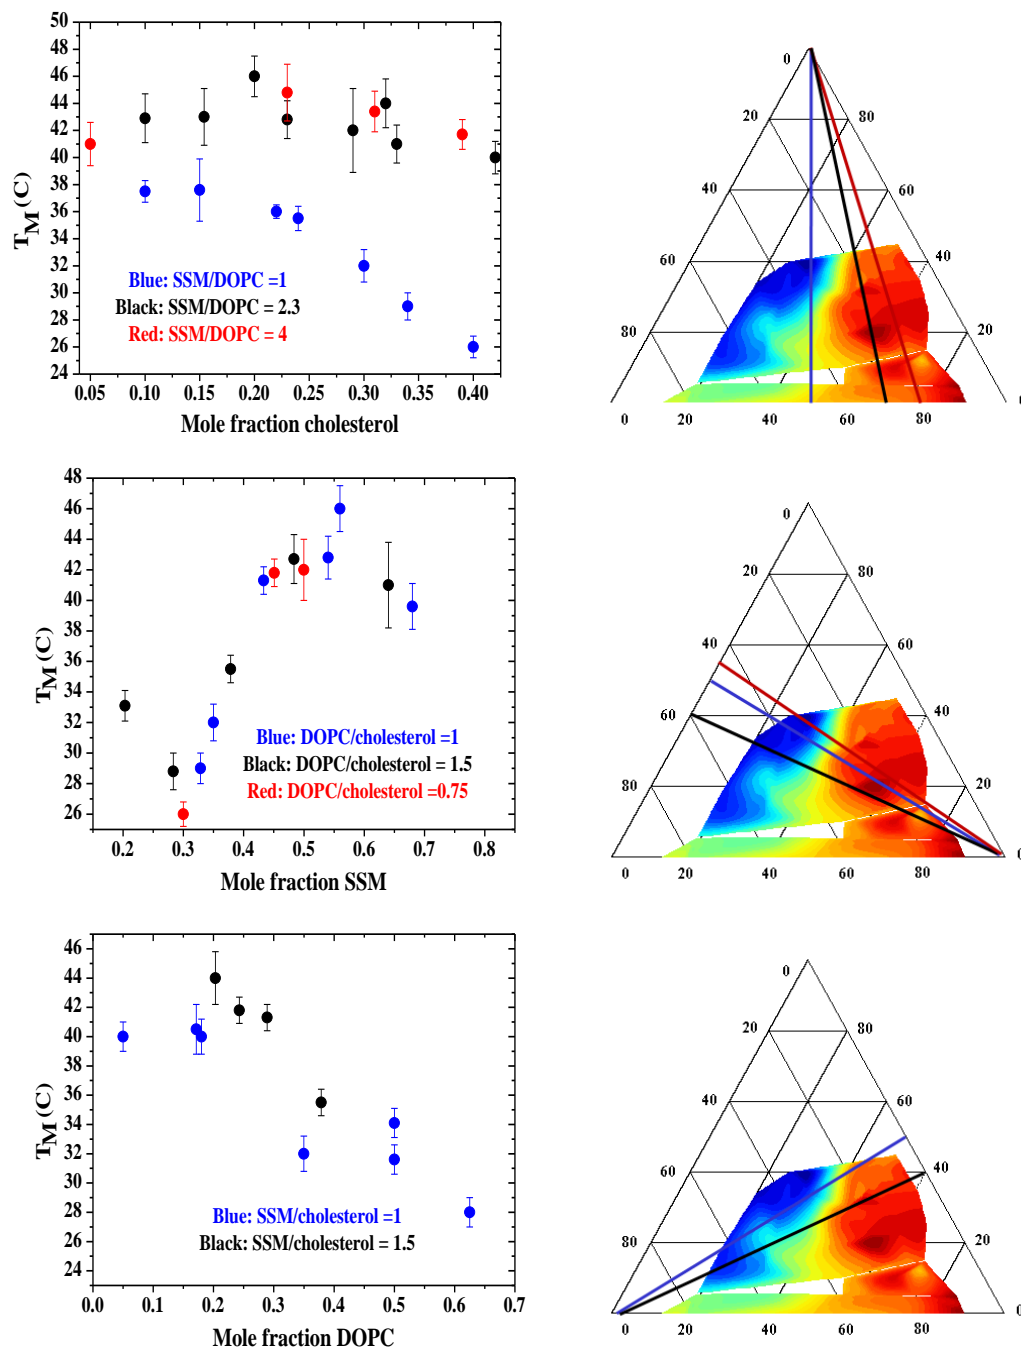 50
48
46
44
42
40
38
36
34
32
30
28
26
24
T_M(C)
Blue: SSM/DOPC =1
Black: SSM/DOPC = 2.3
Red: SSM/DOPC = 4
0.05 0.10 0.15 0.20 0.25 0.30 0.35 0.40
Mole fraction cholesterol
0
20 80
40 60
60 40
80 20
0 20 40 60 80 0
48
46
44
42
40
38
36
34
32
30
28
26
T_M(C)
Blue: DOPC/cholesterol =1
Black: DOPC/cholesterol = 1.5
Red: DOPC/cholesterol =0.75
0.2 0.3 0.4 0.5 0.6 0.7 0.8
Mole fraction SSM
0
20 80
40 60
60 40
80 20
0 20 40 60 80 0
46
44
42
40
38
36
34
32
30
28
26
24
23
T_M(C)
Blue: SSM/cholesterol =1
Black: SSM/cholesterol = 1.5
0.0 0.1 0.2 0.3 0.4 0.5 0.6 0.7
Mole fraction DOPC
0
20 80
40 60
60 40
80 20
0 20 40 60 80 0